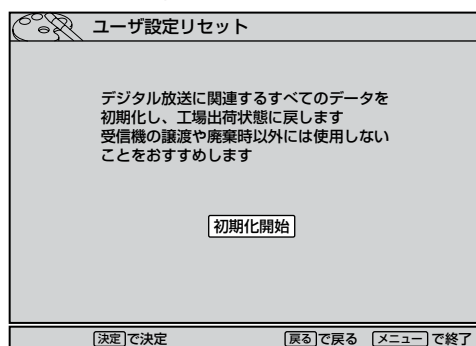 ユーザ設定リセット
デジタル放送に関連するすべてのデータを
初期化し、工場出荷状態に戻します
受信機の譲渡や廃棄時以外には使用しない
ことをおすすめします
初期化開始
決定で決定 戻るで戻る メニューで終了